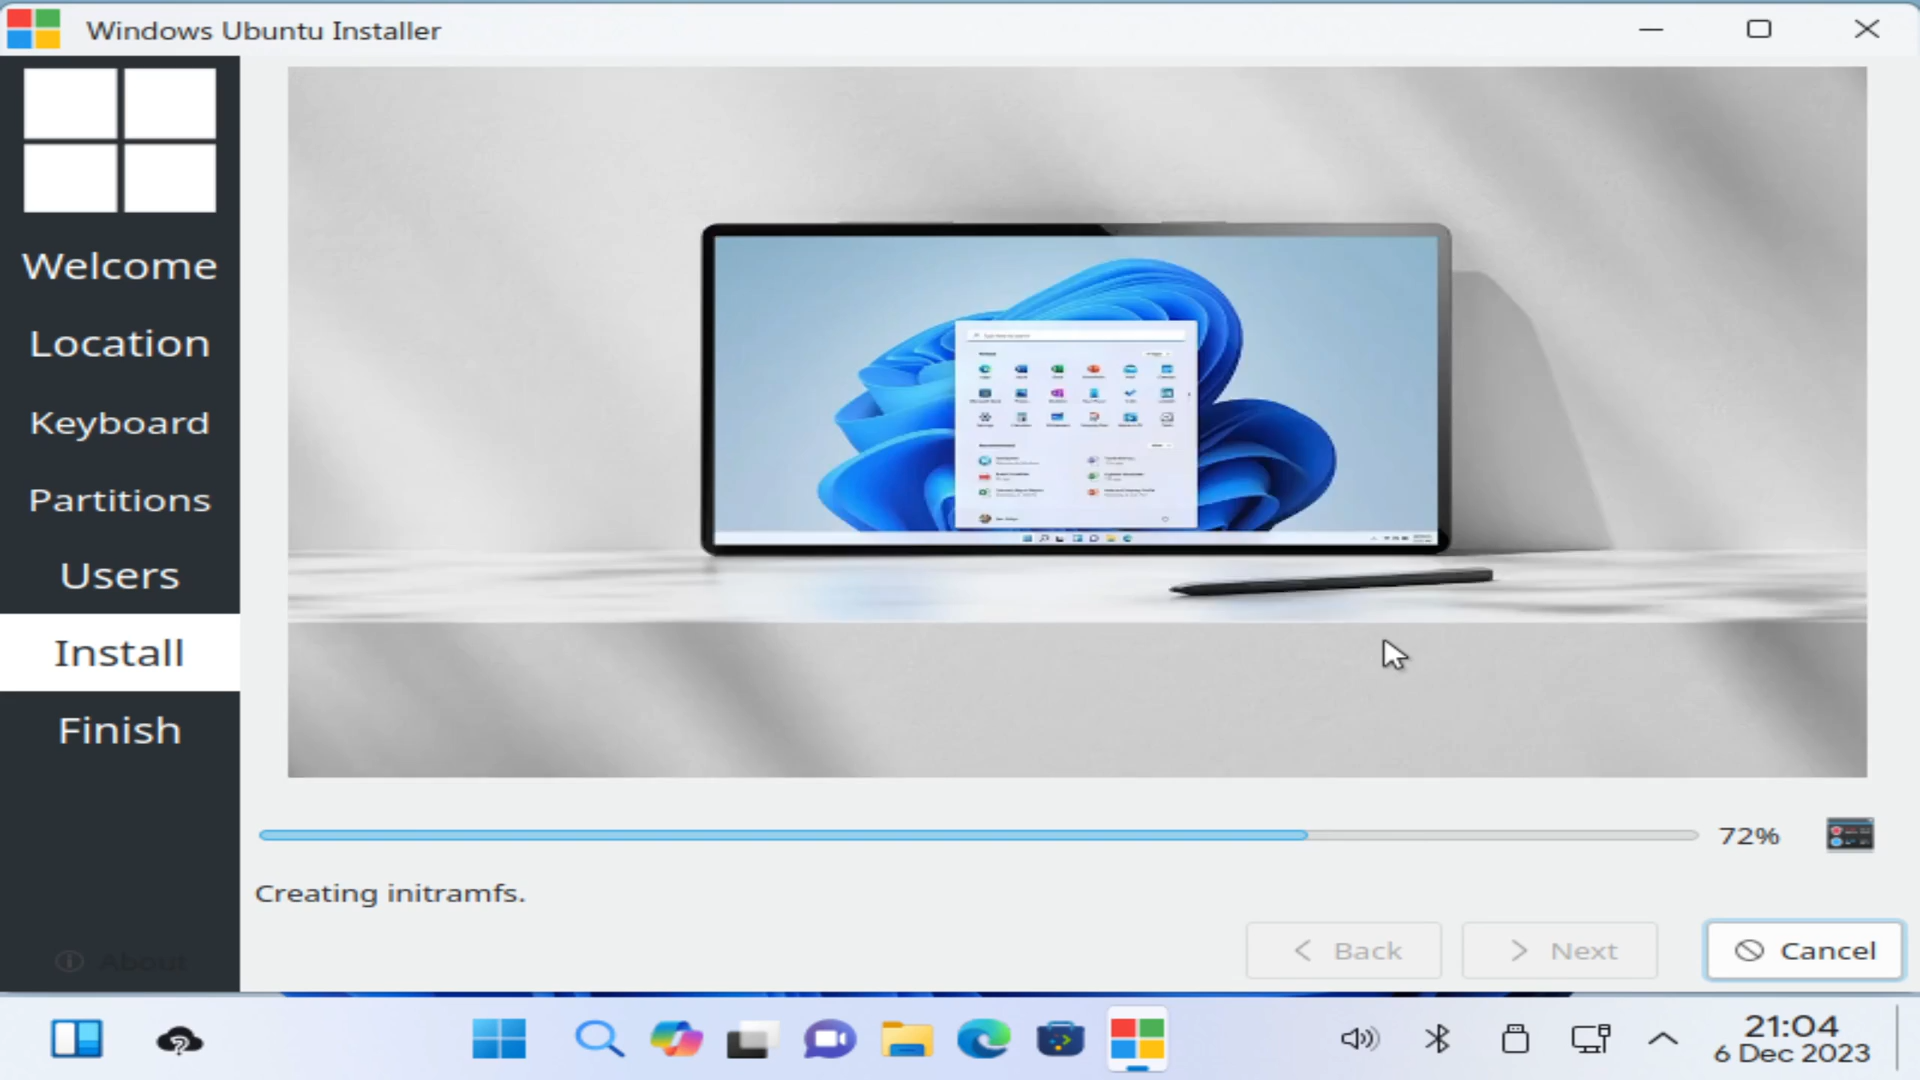 Windows Ubuntu Installer
Welcome
Location
Keyboard
Partitions
Users
Install
Finish
About
72%
Creating initramfs.
Back
Next
Cancel
21:04
6 Dec 2023